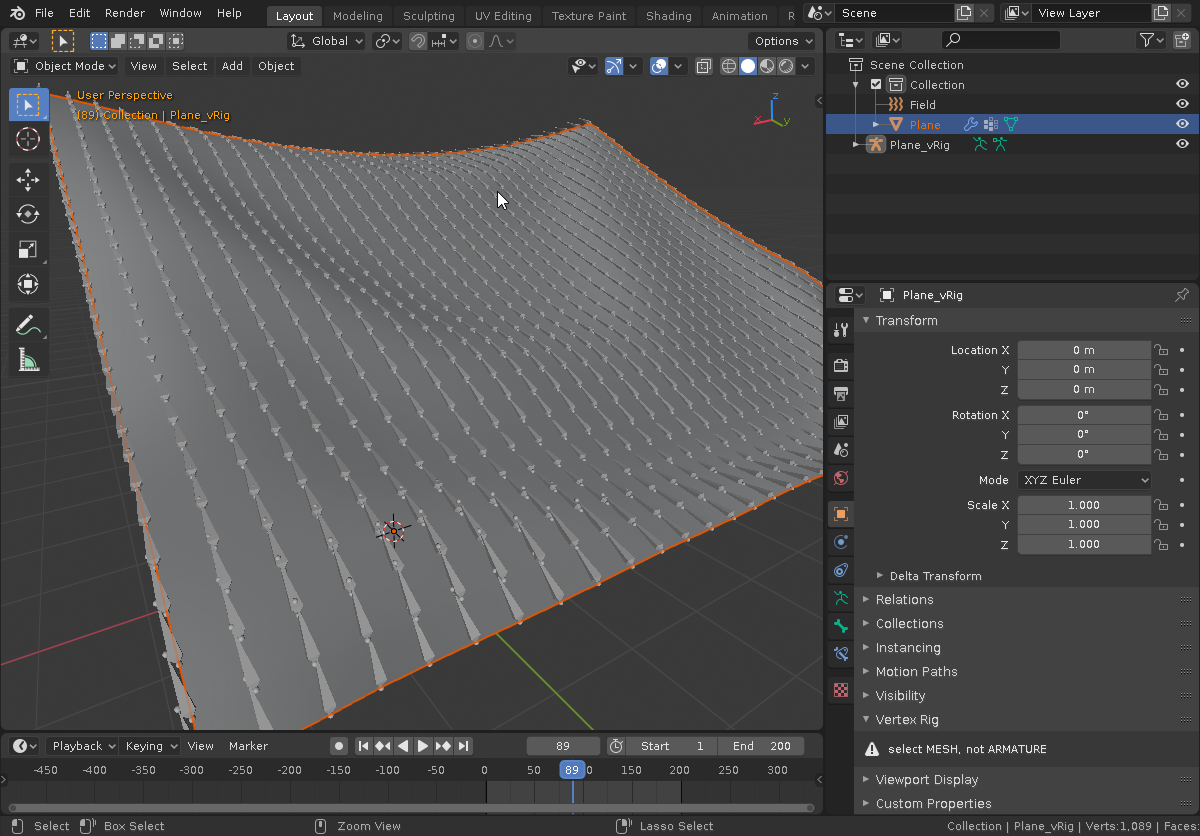 File Edit Render Window Help Layout Modeling Sculpting UV Editing Texture Paint Shading Animation R Scene View Layer
Global Options
Object Mode View Select Add Object
User Perspective
(89) Collection | Plane_vRig
Z
X
Y
Scene Collection
Collection
Field
Plane
Plane_vRig
Plane_vRig
Transform
Location X 0 m
Y 0 m
Z 0 m
Rotation X 0°
Y 0°
Z 0°
Mode XYZ Euler
Scale X 1.000
Y 1.000
Z 1.000
Delta Transform
Relations
Collections
Instancing
Motion Paths
Visibility
Vertex Rig
select MESH, not ARMATURE
Viewport Display
Custom Properties
Playback Keying View Marker 89 Start 1 End 200
-450 -400 -350 -300 -250 -200 -150 -100 -50 0 50 89 0 150 200 250 300
Select Box Select Zoom View Lasso Select Collection | Plane_vRig | Verts:1,089 | Faces: